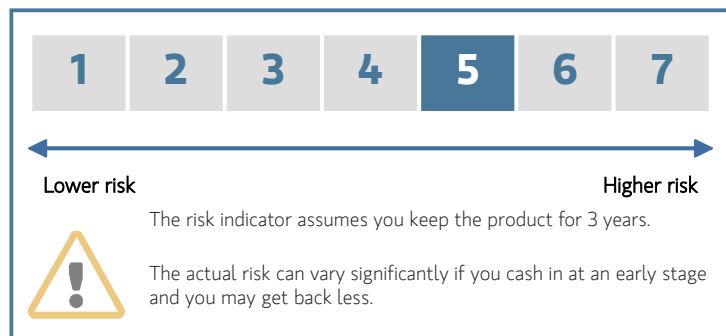 1 2 3 4 5 6 7
Lower risk Higher risk
The risk indicator assumes you keep the product for 3 years.
The actual risk can vary significantly if you cash in at an early stage
and you may get back less.